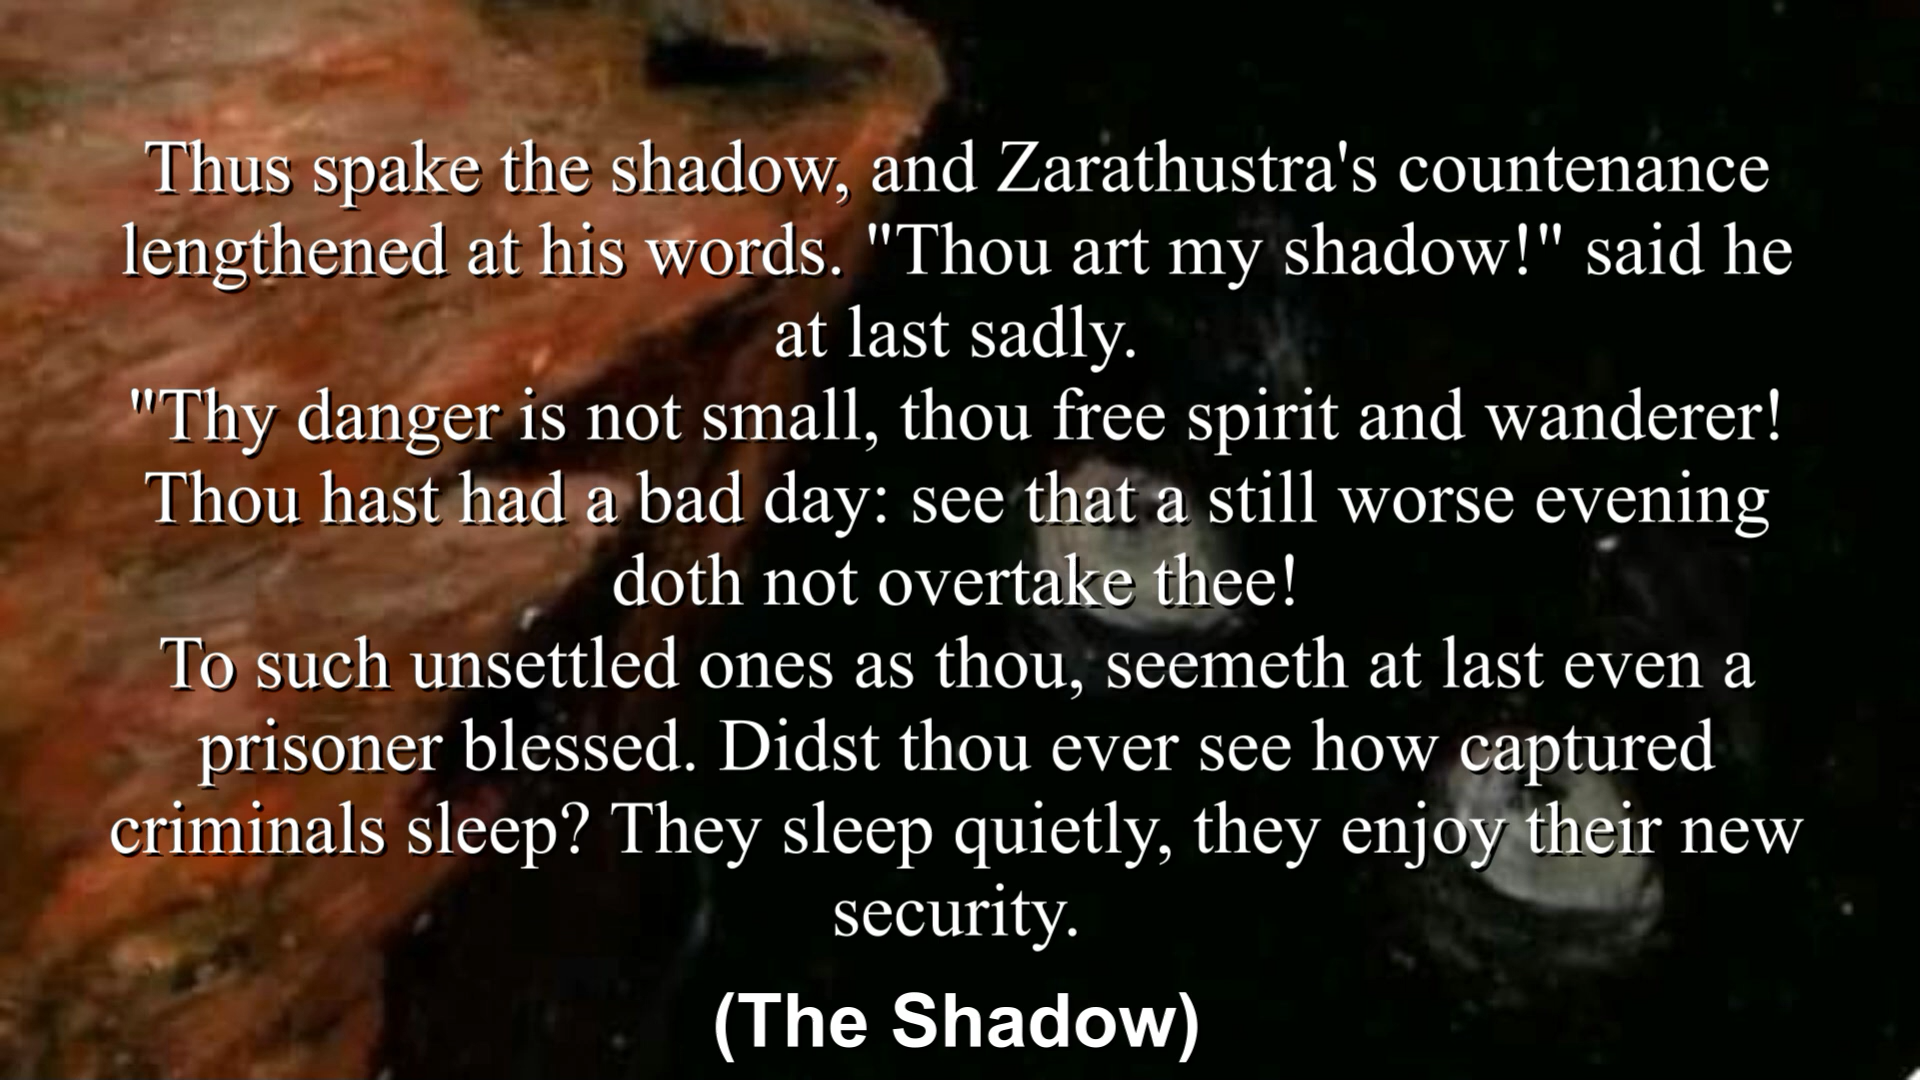 Thus spake the shadow, and Zarathustra's countenance
lengthened at his words. "Thou art my shadow!" said he
at last sadly.
"Thy danger is not small, thou free spirit and wanderer!
Thou hast had a bad day: see that a still worse evening
doth not overtake thee!
To such unsettled ones as thou, seemeth at last even a
prisoner blessed. Didst thou ever see how captured
criminals sleep? They sleep quietly, they enjoy their new
security.
(The Shadow)